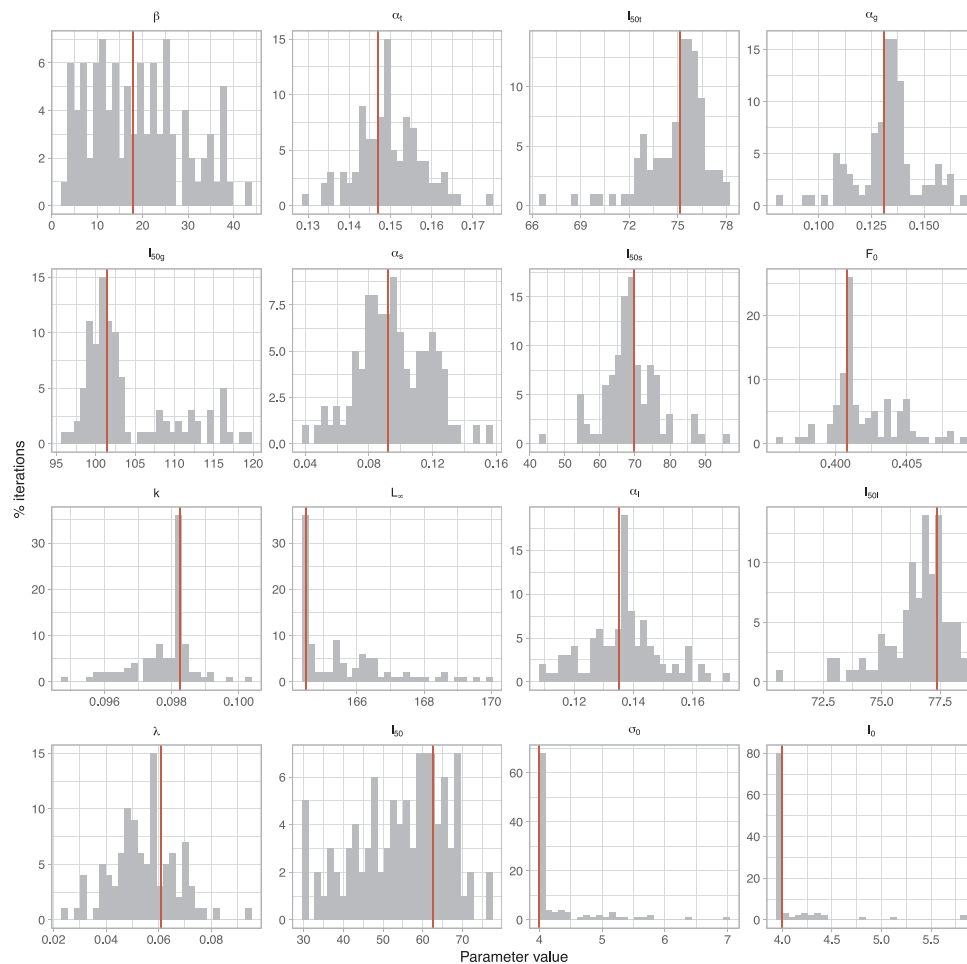 β αₜ l₅₀ₜ α_g
0 2 4 6
0 10 20 30 40
0 5 10 15
0.13 0.14 0.15 0.16 0.17
0 5 10
66 69 72 75 78
0 5 10 15
0.100 0.125 0.150
l₅₀g αₛ l₅₀ₛ F₀
0 5 10 15
95 100 105 110 115 120
0.0 2.5 5.0 7.5
0.04 0.08 0.12 0.16
0 5 10 15
40 50 60 70 80 90
0 10 20
0.400 0.405
% iterations
k L∞ αₗ l₅₀ₗ
0 10 20 30
0.096 0.098 0.100
0 10 20 30
166 168 170
0 5 10 15
0.12 0.14 0.16
0 5 10
72.5 75.0 77.5
λ l₅₀ σ₀ l₀
0 5 10 15
0.02 0.04 0.06 0.08
0 2 4 6
30 40 50 60 70
0 20 40 60
4 5 6 7
0 20 40 60 80
4.0 4.5 5.0 5.5
Parameter value